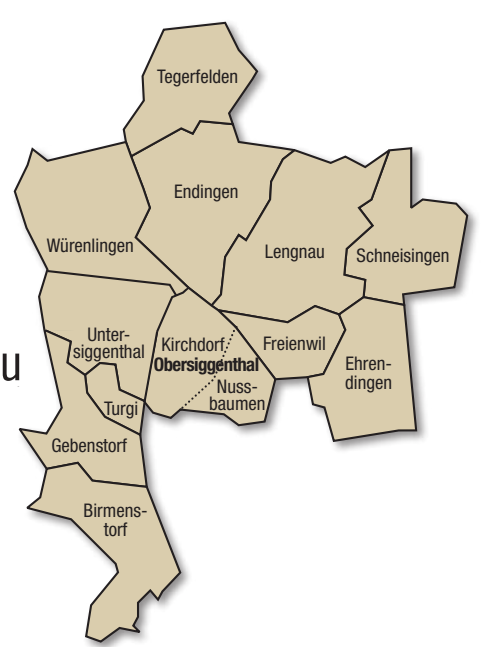 Tegerfelden
Endingen
Würenlingen
Lengnau
Schneisingen
Unter-
siggenthal
Kirchdorf
Obersiggenthal
Nuss-
baumen
Freienwil
Ehren-
dingen
u
Turgi
Gebenstorf
Birmens-
torf